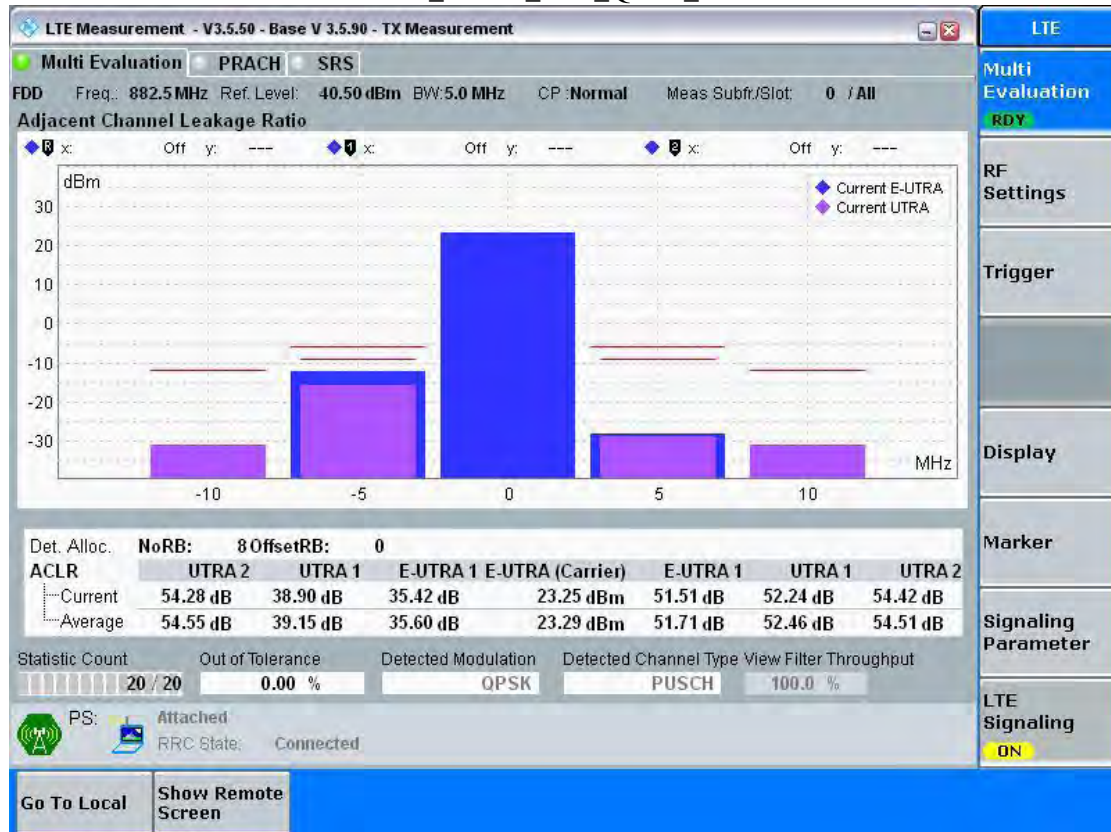 LTE Measurement - V3.5.50 - Base V 3.5.90 - TX Measurement
LTE
Multi Evaluation PRACH SRS
Multi Evaluation
RDY
FDD Freq.: 882.5 MHz Ref. Level: 40.50 dBm BW: 5.0 MHz CP : Normal Meas Subfr./Slot: 0 / All
Adjacent Channel Leakage Ratio
R x: Off y: --- 1 x: Off y: --- 2 x: Off y: ---
dBm
Current E-UTRA
Current UTRA
30
20
10
0
-10
-20
-30
MHz
-10 -5 0 5 10
RF Settings
Trigger
Display
Marker
Signaling Parameter
LTE Signaling
ON
Det. Alloc. NoRB: 8 OffsetRB: 0
ACLR UTRA 2 UTRA 1 E-UTRA 1 E-UTRA (Carrier) E-UTRA 1 UTRA 1 UTRA 2
Current 54.28 dB 38.90 dB 35.42 dB 23.25 dBm 51.51 dB 52.24 dB 54.42 dB
Average 54.55 dB 39.15 dB 35.60 dB 23.29 dBm 51.71 dB 52.46 dB 54.51 dB
Statistic Count Out of Tolerance Detected Modulation Detected Channel Type View Filter Throughput
20 / 20 0.00 % QPSK PUSCH 100.0 %
PS: Attached
RRC State: Connected
Go To Local
Show Remote Screen